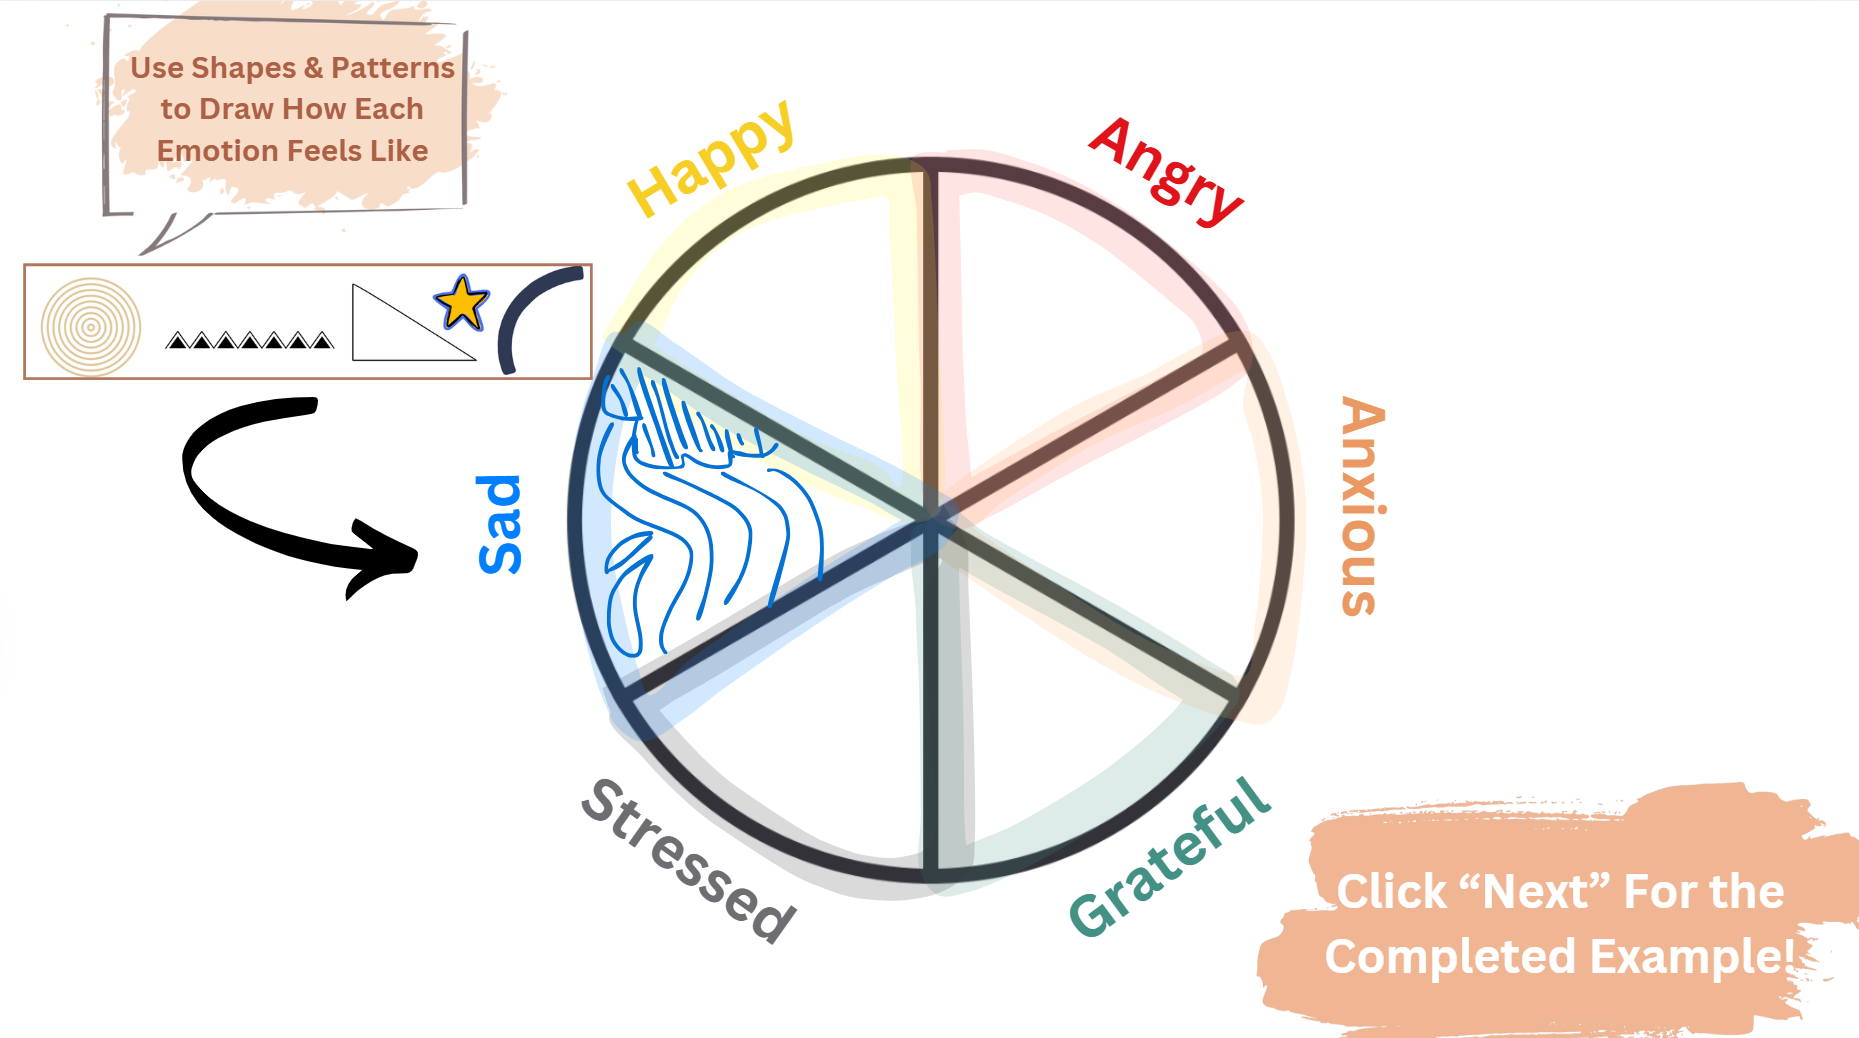 Use Shapes & Patterns
to Draw How Each
Emotion Feels Like
Happy
Angry
Anxious
Sad
Stressed
Grateful
Click “Next” For the
Completed Example!